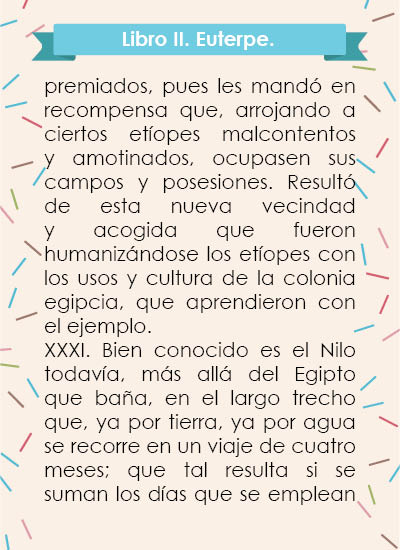 Libro II. Euterpe.
premiados, pues les mandó en
recompensa que, arrojando a
ciertos etíopes malcontentos
y amotinados, ocupasen sus
campos y posesiones. Resultó
de esta nueva vecindad
y acogida que fueron
humanizándose los etíopes con
los usos y cultura de la colonia
egipcia, que aprendieron con
el ejemplo.
XXXI. Bien conocido es el Nilo
todavía, más allá del Egipto
que baña, en el largo trecho
que, ya por tierra, ya por agua
se recorre en un viaje de cuatro
meses; que tal resulta si se
suman los días que se emplean